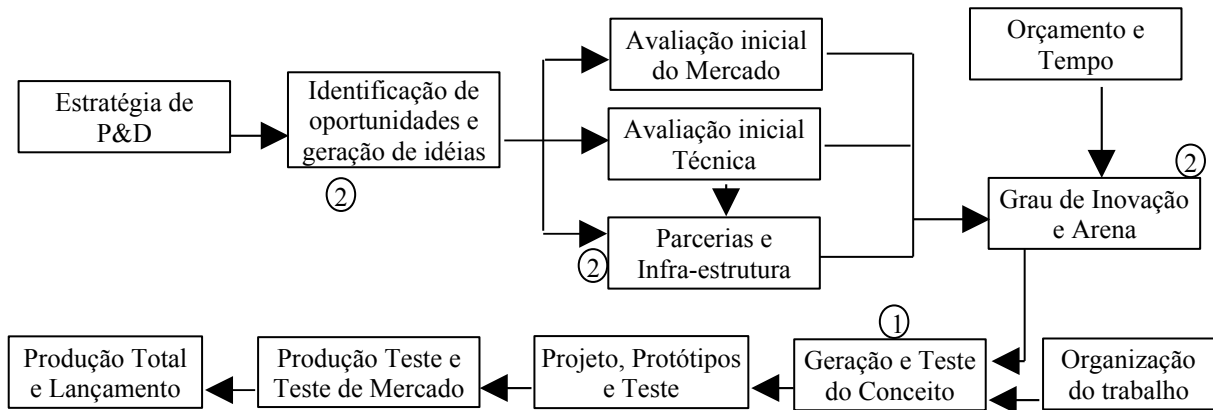 Estratégia de
P&D
Identificação de
oportunidades e
geração de idéias
2
Avaliação inicial
do Mercado
Avaliação inicial
Técnica
Parcerias e
Infra-estrutura
2
Orçamento e
Tempo
2
Grau de Inovação
e Arena
Produção Total
e Lançamento
Produção Teste e
Teste de Mercado
Projeto, Protótipos
e Teste
1
Geração e Teste
do Conceito
Organização
do trabalho